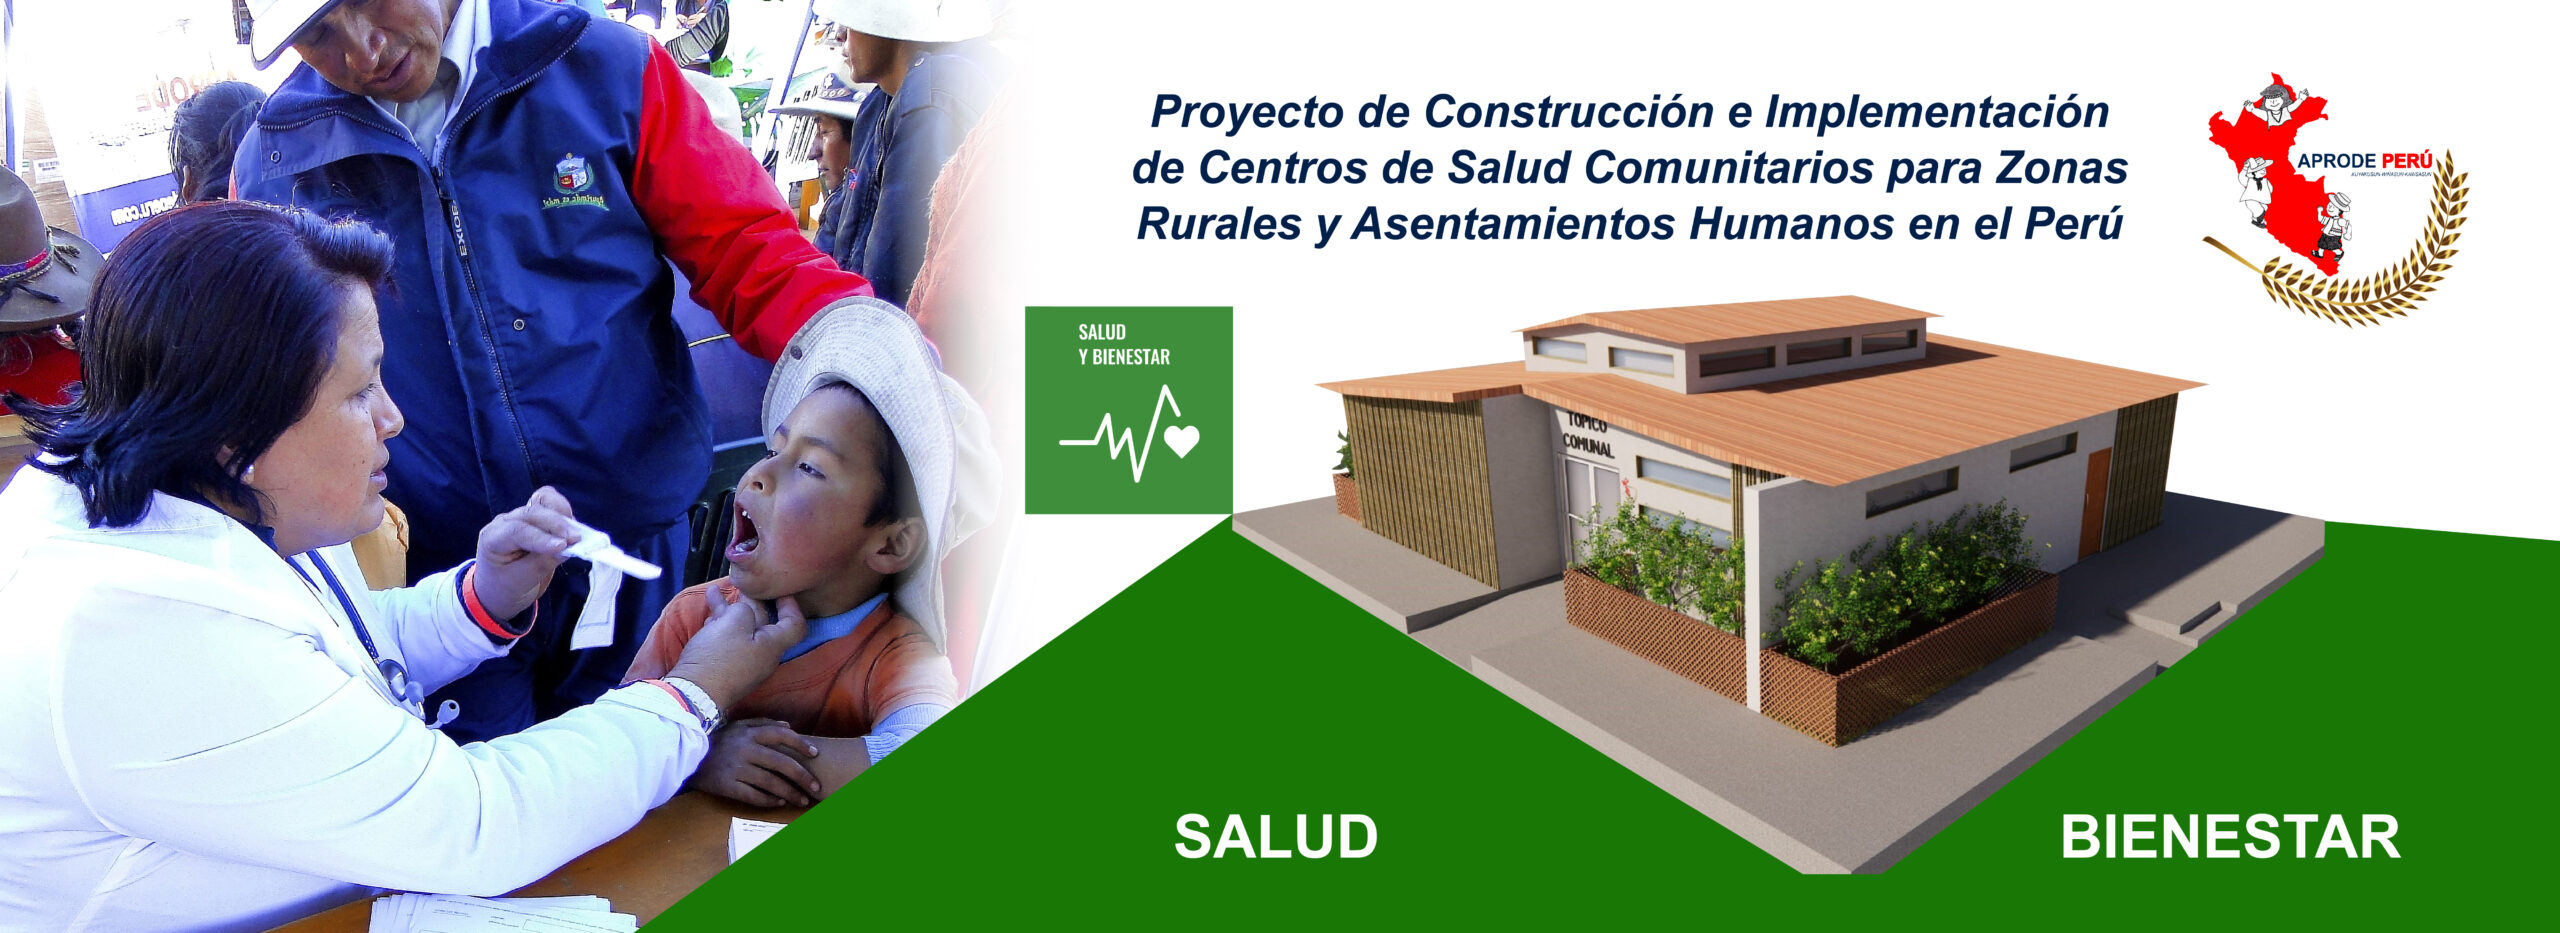 Proyecto de Construcción e Implementación
de Centros de Salud Comunitarios para Zonas
Rurales y Asentamientos Humanos en el Perú
APRODE PERÚ
SALUD
Y BIENESTAR
TOPICO
COMUNAL
SALUD
BIENESTAR